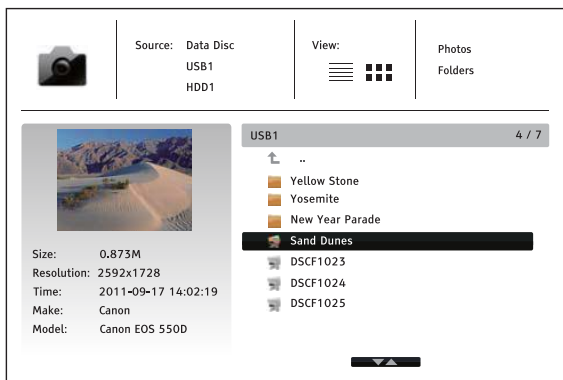 Source: Data Disc
USB1
HDD1
View:
Photos
Folders
USB1 4 / 7
..
Yellow Stone
Yosemite
New Year Parade
Sand Dunes
DSCF1023
DSCF1024
DSCF1025
Size: 0.873M
Resolution: 2592x1728
Time: 2011-09-17 14:02:19
Make: Canon
Model: Canon EOS 550D